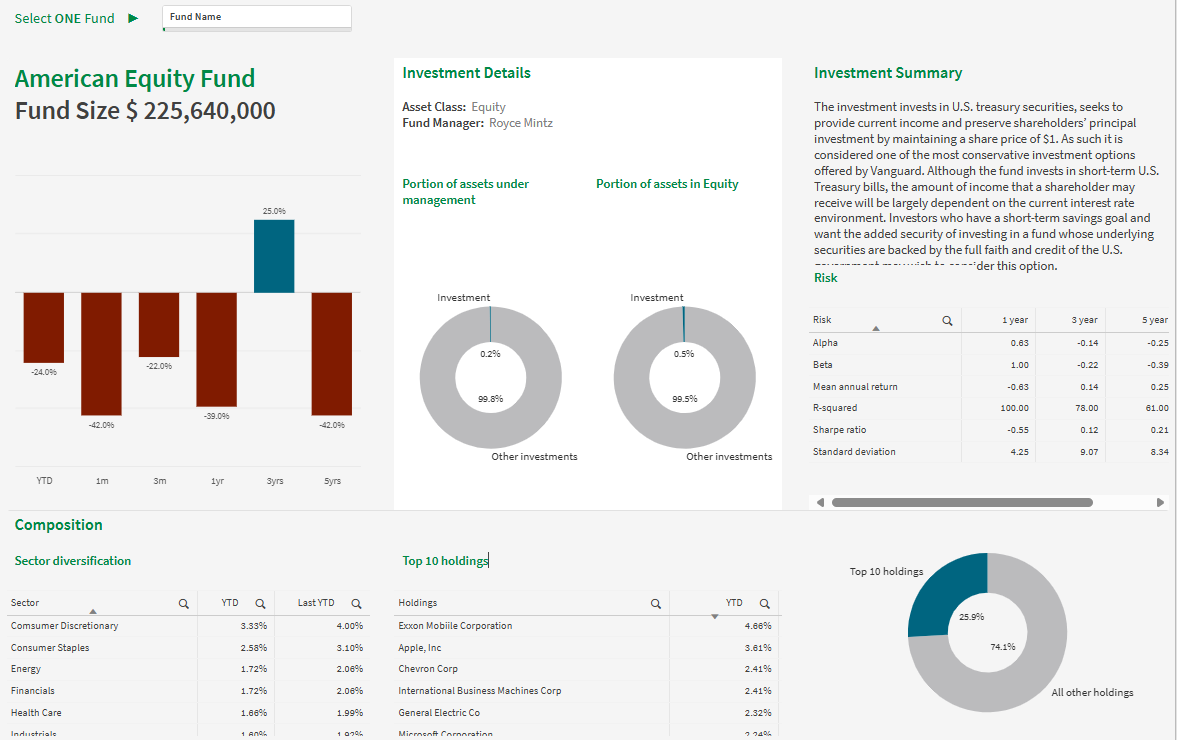 Select ONE Fund
Fund Name
American Equity Fund
Fund Size $ 225,640,000
25.0%
-24.0%
-42.0%
-22.0%
-39.0%
-42.0%
YTD 1m 3m 1yr 3yrs 5yrs
Investment Details
Asset Class: Equity
Fund Manager: Royce Mintz
Portion of assets under
management
Investment
0.2%
99.8%
Other investments
Portion of assets in Equity
Investment
0.5%
99.5%
Other investments
Investment Summary
The investment invests in U.S. treasury securities, seeks to
provide current income and preserve shareholders’ principal
investment by maintaining a share price of $1. As such it is
considered one of the most conservative investment options
offered by Vanguard. Although the fund invests in short-term U.S.
Treasury bills, the amount of income that a shareholder may
receive will be largely dependent on the current interest rate
environment. Investors who have a short-term savings goal and
want the added security of investing in a fund whose underlying
securities are backed by the full faith and credit of the U.S.
government may wish to consider this option.
Risk
Risk 1 year 3 year 5 year
Alpha 0.63 -0.14 -0.25
Beta 1.00 -0.22 -0.39
Mean annual return -0.63 0.14 0.25
R-squared 100.00 78.00 61.00
Sharpe ratio -0.55 0.12 0.21
Standard deviation 4.25 9.07 8.34
Composition
Sector diversification
Sector YTD Last YTD
Comsumer Discretionary 3.33% 4.00%
Consumer Staples 2.58% 3.10%
Energy 1.72% 2.06%
Financials 1.72% 2.06%
Health Care 1.66% 1.99%
Industrials 1.60% 1.92%
Top 10 holdings
Holdings YTD
Exxon Mobiile Corporation 4.66%
Apple, Inc 3.61%
Chevron Corp 2.41%
International Business Machines Corp 2.41%
General Electric Co 2.32%
Microsoft Corporation 2.24%
Top 10 holdings
25.9%
74.1%
All other holdings